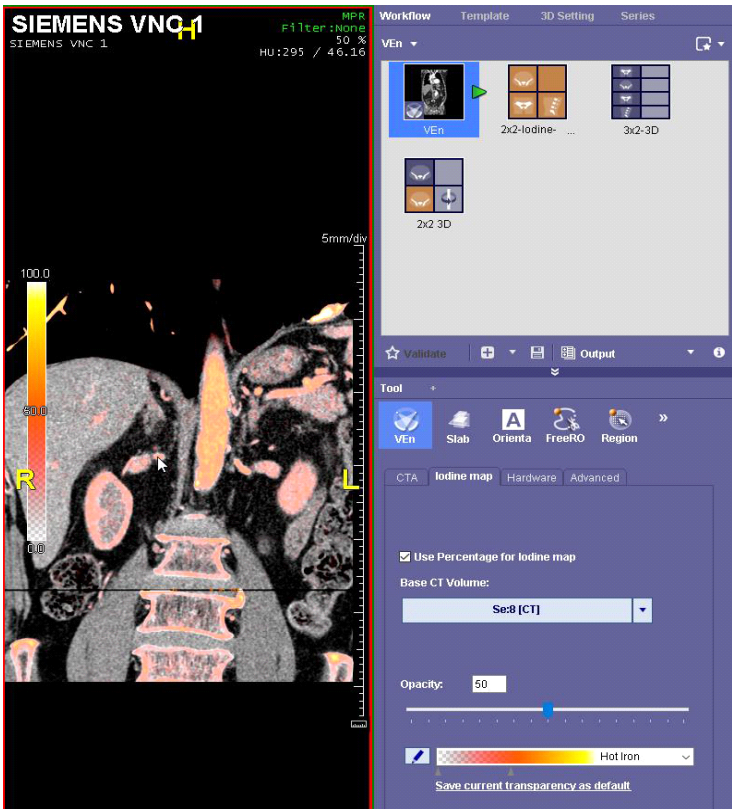 SIEMENS VNC 1
H
SIEMENS VNC 1
MPR
Filter:None
50 %
HU:295 / 46.16
5mm/div
100.0
50.0
0.0
R
L
Workflow Template 3D Setting Series
VEn
VEn
2x2-Iodine- ...
3x2-3D
2x2 3D
Validate
Output
Tool
VEn Slab Orienta FreeRO Region »
CTA Iodine map Hardware Advanced
Use Percentage for Iodine map
Base CT Volume:
Se:8 [CT]
Opacity: 50
Hot Iron
Save current transparency as default